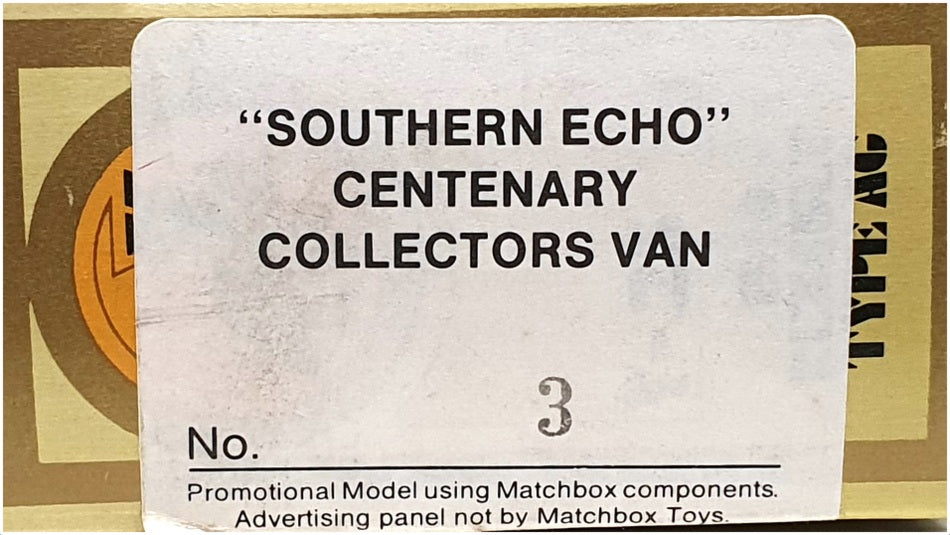 “SOUTHERN ECHO”
CENTENARY
COLLECTORS VAN
3
No.
Promotional Model using Matchbox components.
Advertising panel not by Matchbox Toys.
TYPE AC